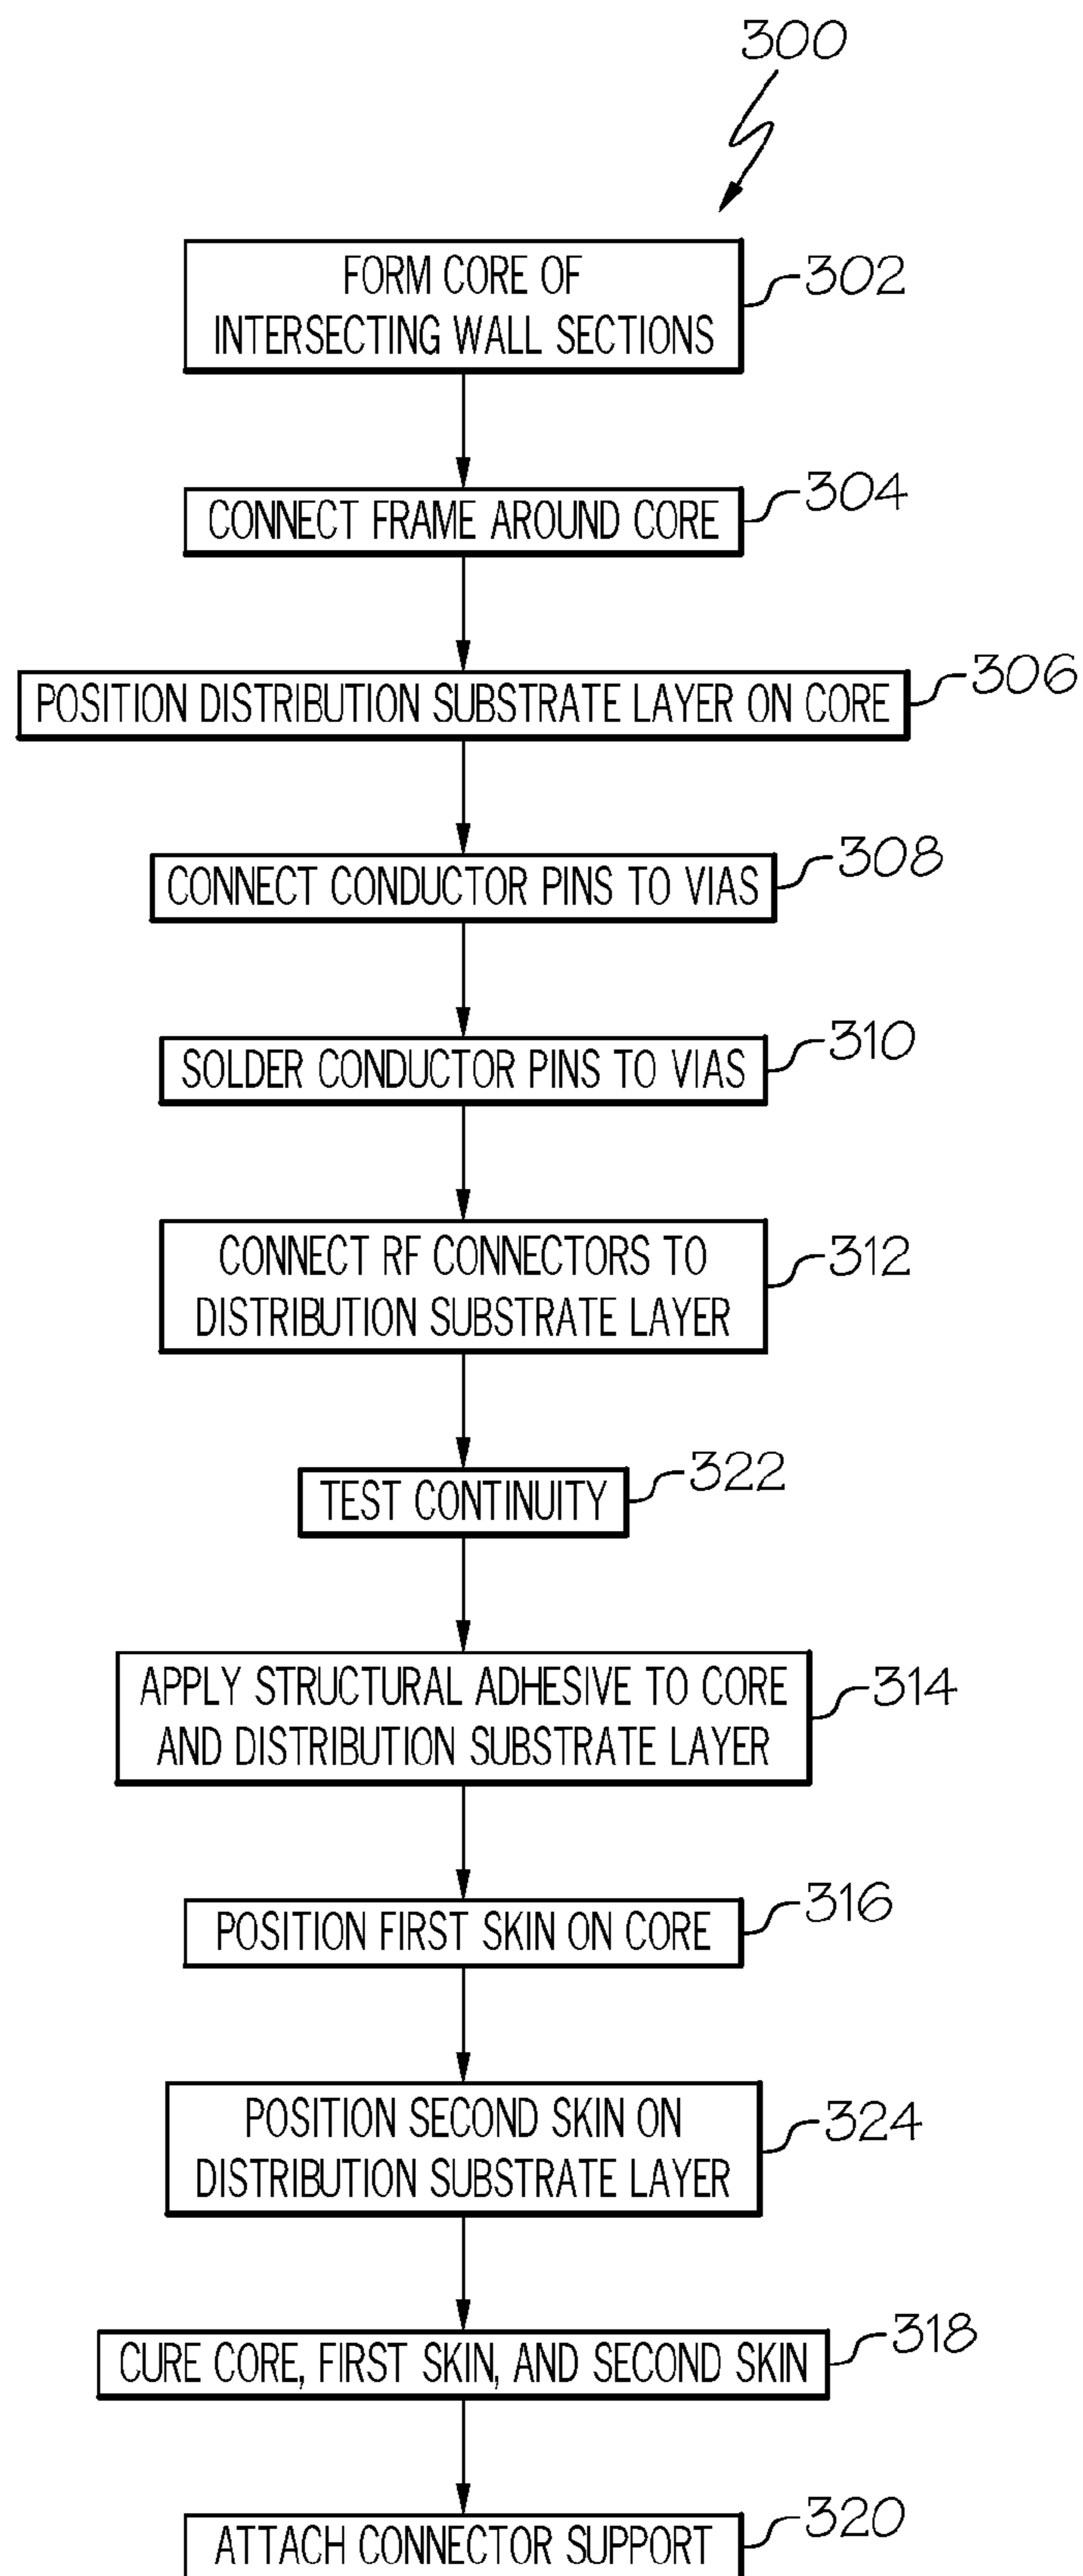 300
FORM CORE OF
INTERSECTING WALL SECTIONS
302
CONNECT FRAME AROUND CORE
304
POSITION DISTRIBUTION SUBSTRATE LAYER ON CORE
306
CONNECT CONDUCTOR PINS TO VIAS
308
SOLDER CONDUCTOR PINS TO VIAS
310
CONNECT RF CONNECTORS TO
DISTRIBUTION SUBSTRATE LAYER
312
TEST CONTINUITY
322
APPLY STRUCTURAL ADHESIVE TO CORE
AND DISTRIBUTION SUBSTRATE LAYER
314
POSITION FIRST SKIN ON CORE
316
POSITION SECOND SKIN ON
DISTRIBUTION SUBSTRATE LAYER
324
CURE CORE, FIRST SKIN, AND SECOND SKIN
318
ATTACH CONNECTOR SUPPORT
320